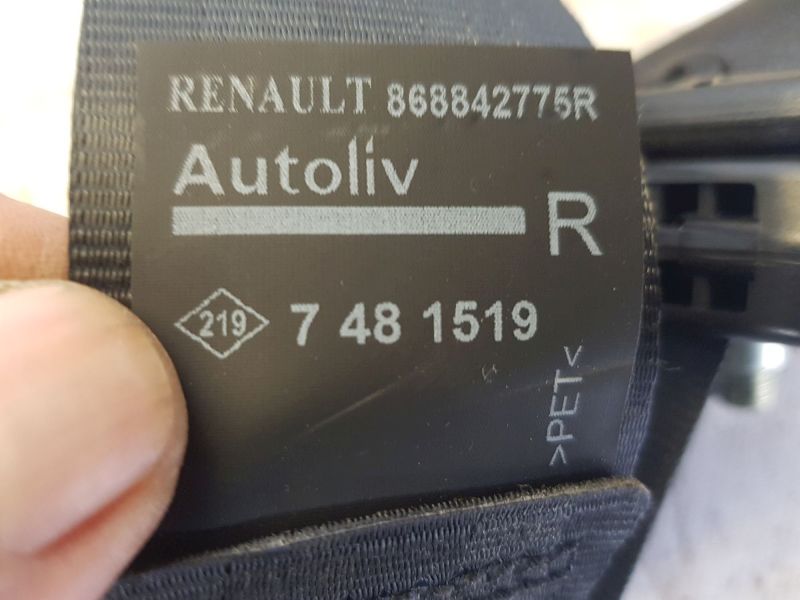 RENAULT 868842775R
Autoliv
R
219 7 48 1519
>PET<